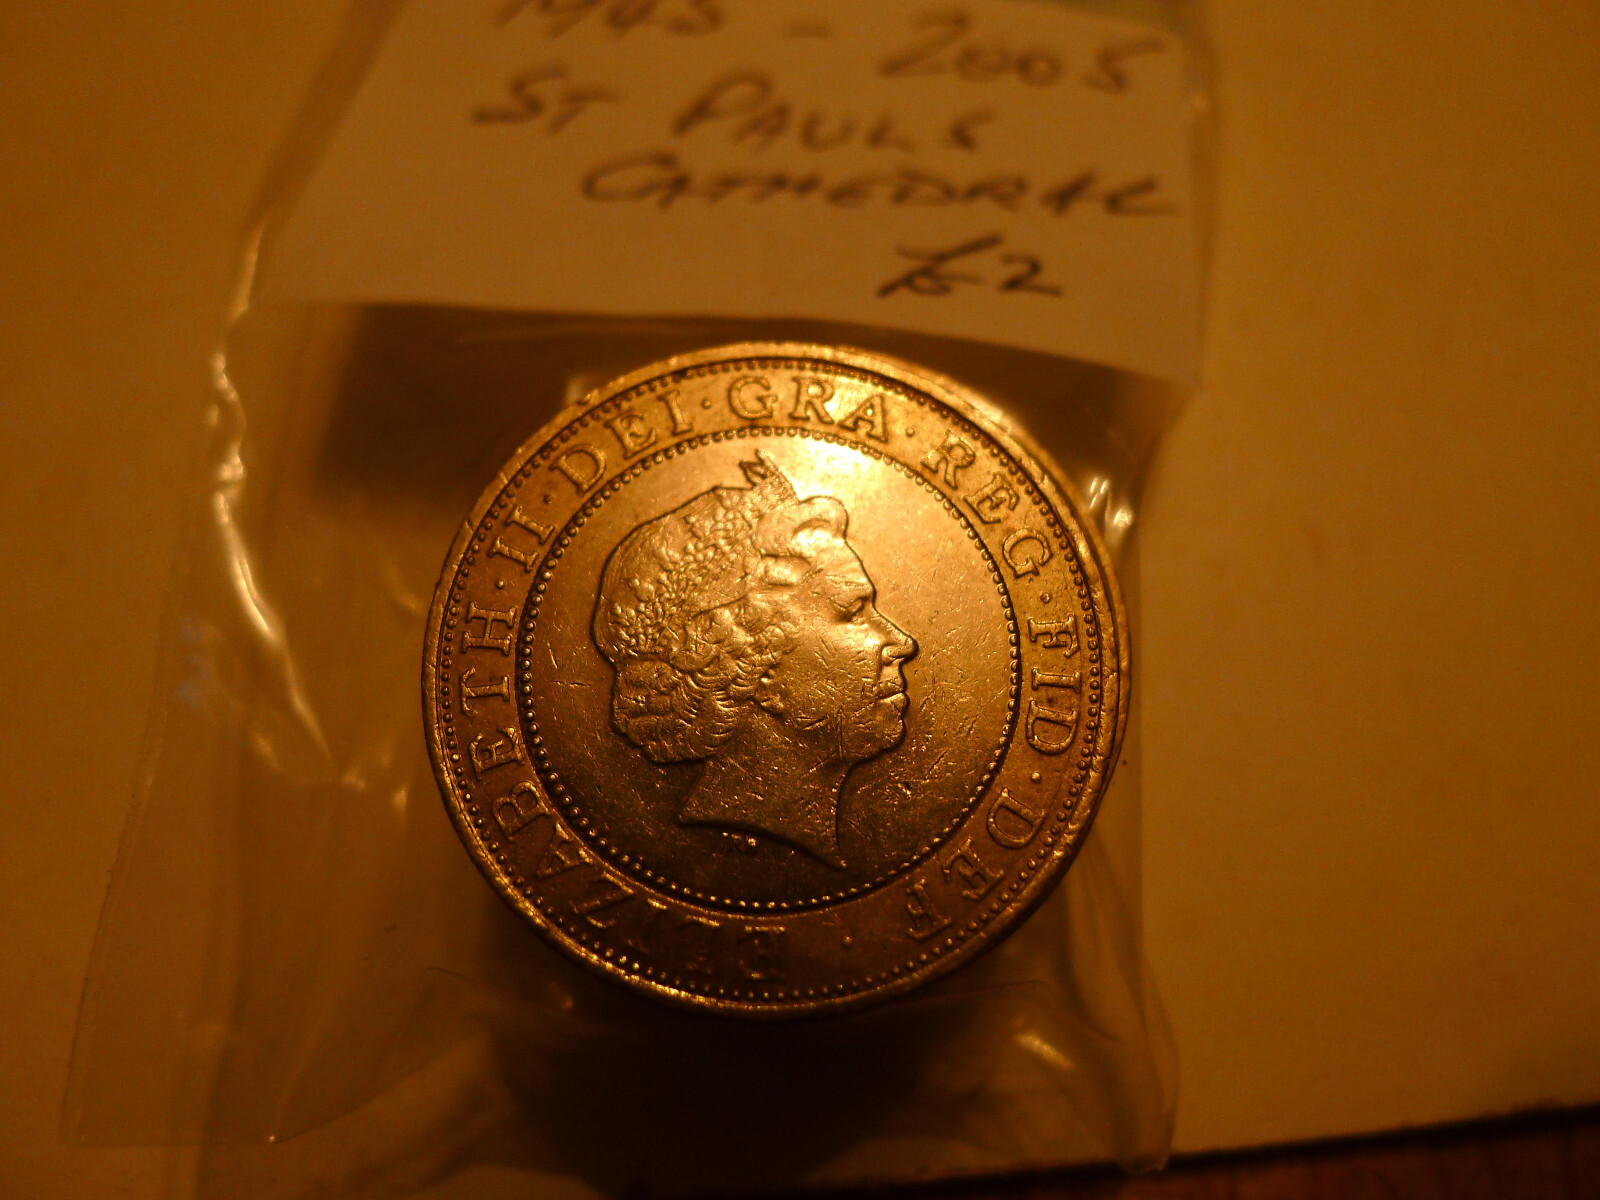 1945 - 2005
ST PAULS
CATHEDRAL
£2
ELIZABETH·II·DEI·GRA·REG·FID·DEF·